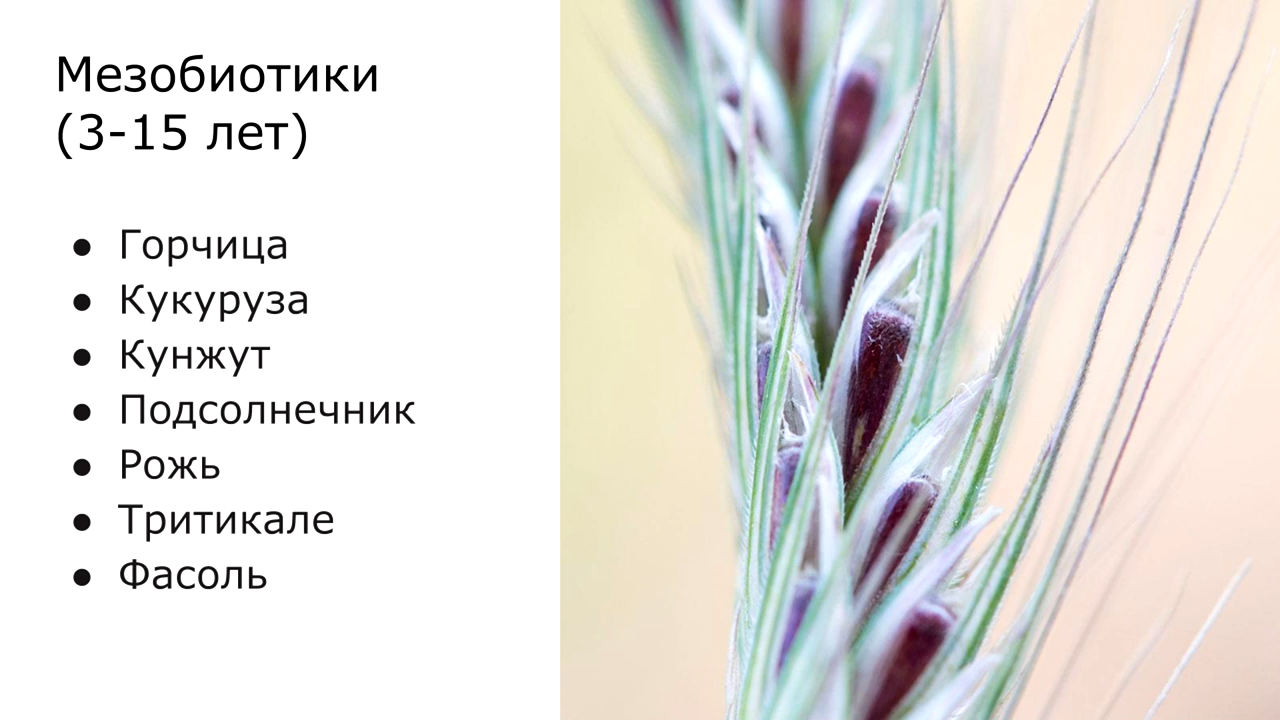 Мезобиотики
(3-15 лет)
● Горчица
● Кукуруза
● Кунжут
● Подсолнечник
● Рожь
● Тритикале
● Фасоль